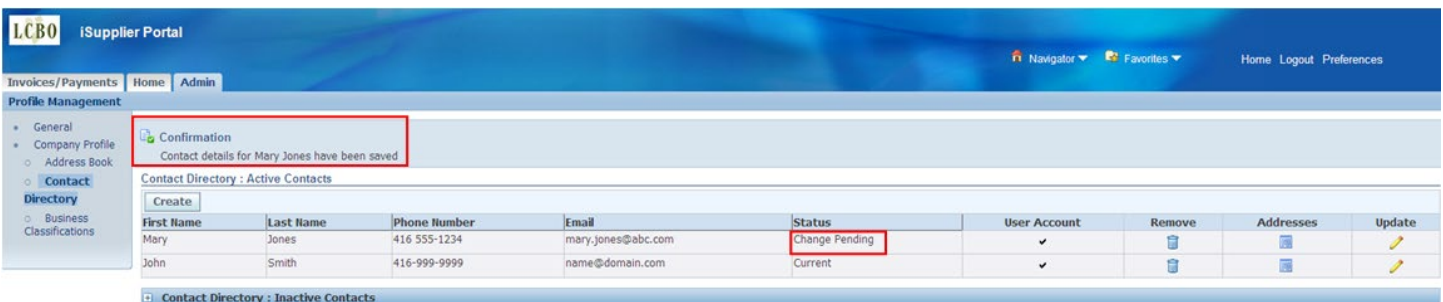 LCBO iSupplier Portal
Navigator Favorites Home Logout Preferences
Invoices/Payments Home Admin
Profile Management
General
Company Profile
Address Book
Contact
Directory
Business
Classifications
Confirmation
Contact details for Mary Jones have been saved
Contact Directory : Active Contacts
Create
First Name Last Name Phone Number Email Status User Account Remove Addresses Update
Mary Jones 416 555-1234 mary.jones@abc.com Change Pending
John Smith 416-999-9999 name@domain.com Current
Contact Directory : Inactive Contacts